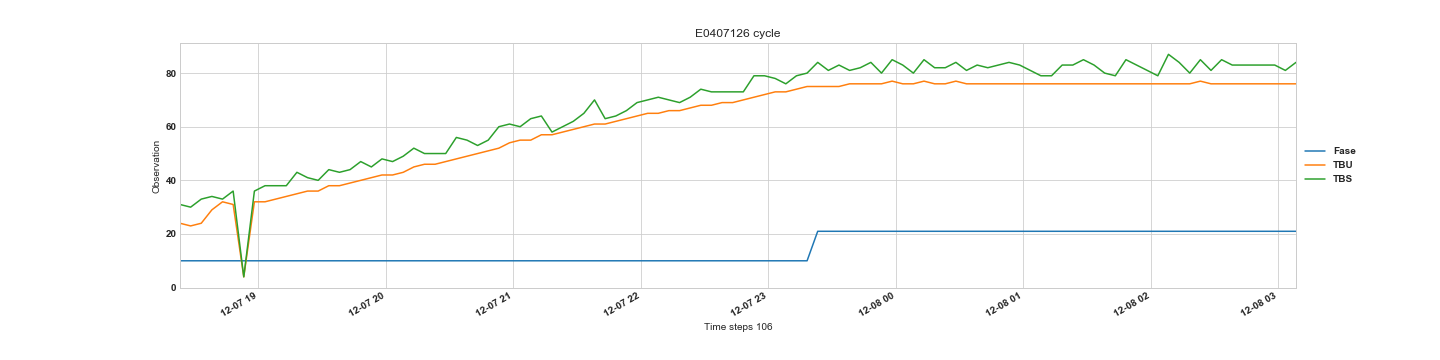 E0407126 cycle
Observation
80
60
40
20
0
12-07 19
12-07 20
12-07 21
12-07 22
12-07 23
12-08 00
12-08 01
12-08 02
12-08 03
Time steps 106
Fase
TBU
TBS